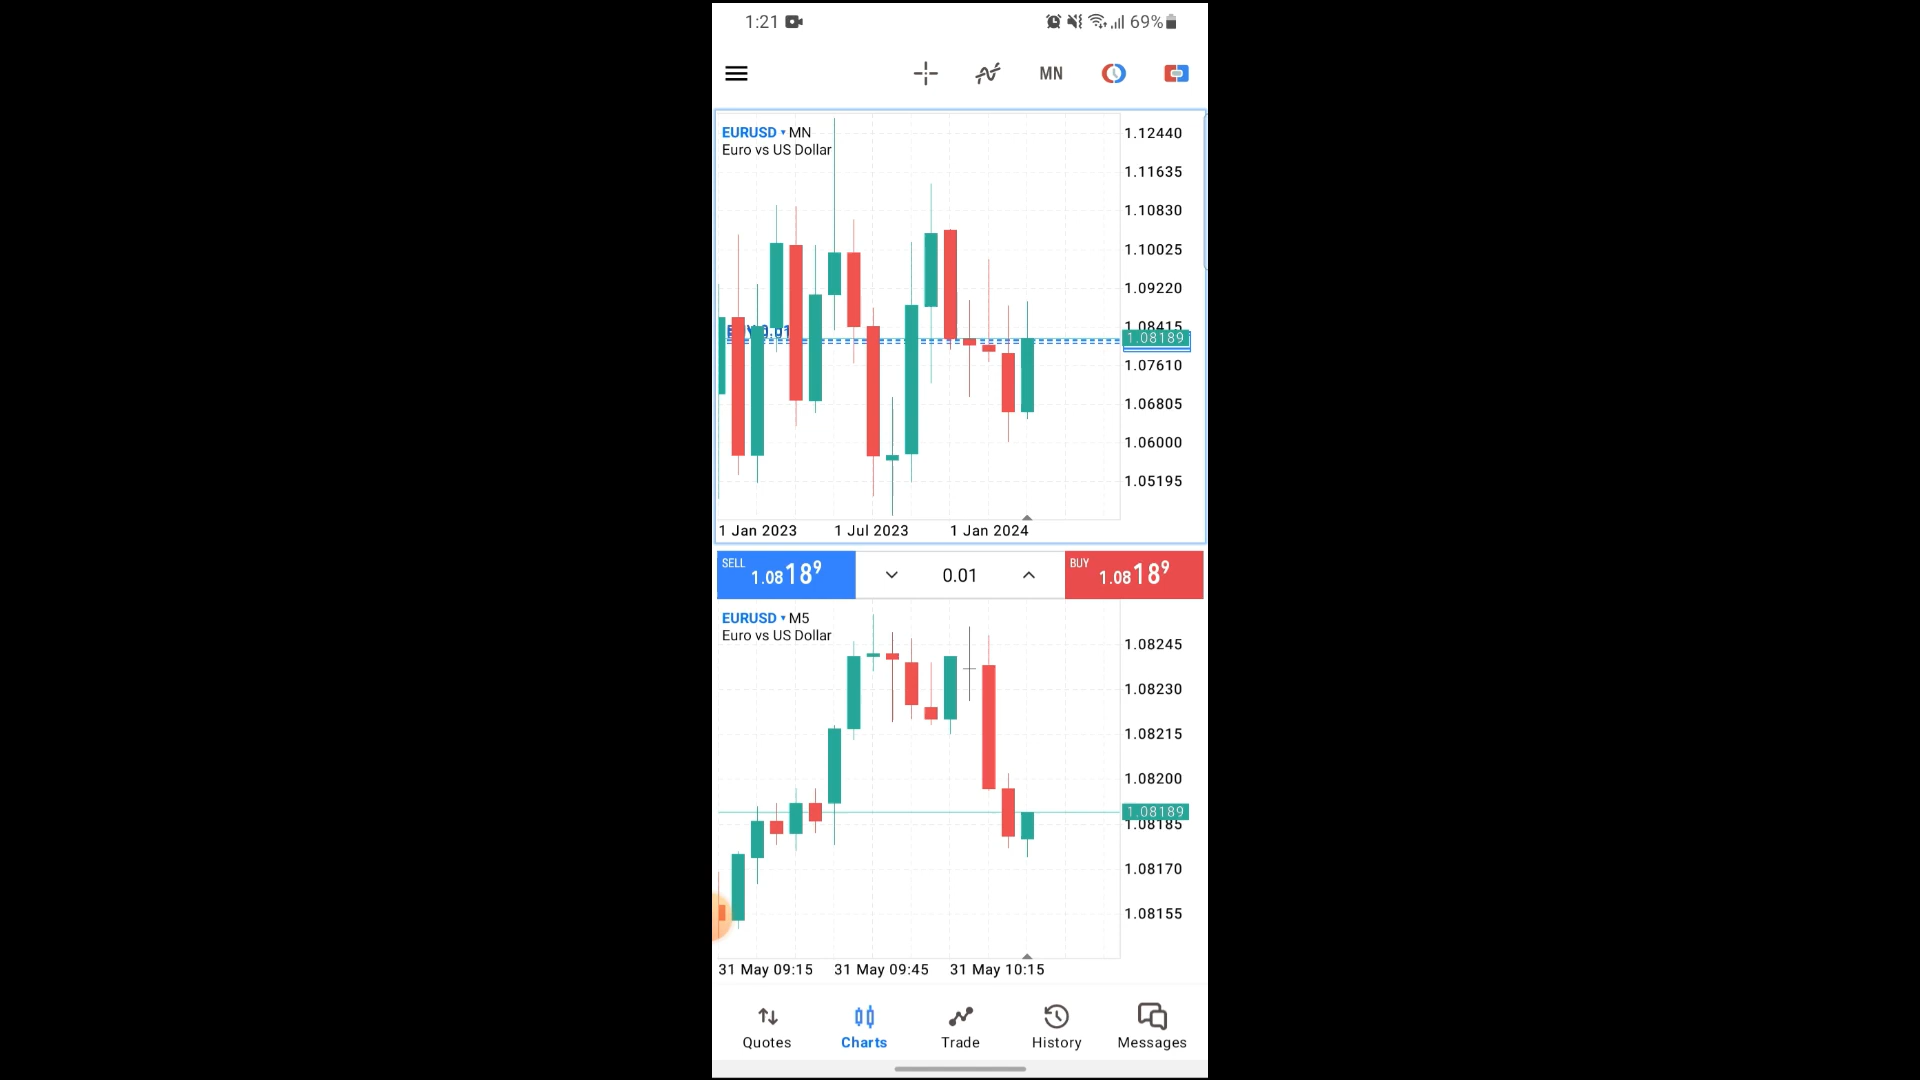 1:21
69%
MN
EURUSD MN
Euro vs US Dollar
1.12440
1.11635
1.10830
1.10025
1.09220
1.08415
1.08189
1.07610
1.06805
1.06000
1.05195
1 Jan 2023
1 Jul 2023
1 Jan 2024
SELL
1.08189
0.01
BUY
1.08189
EURUSD M5
Euro vs US Dollar
1.08245
1.08230
1.08215
1.08200
1.08189
1.08185
1.08170
1.08155
31 May 09:15
31 May 09:45
31 May 10:15
Quotes
Charts
Trade
History
Messages